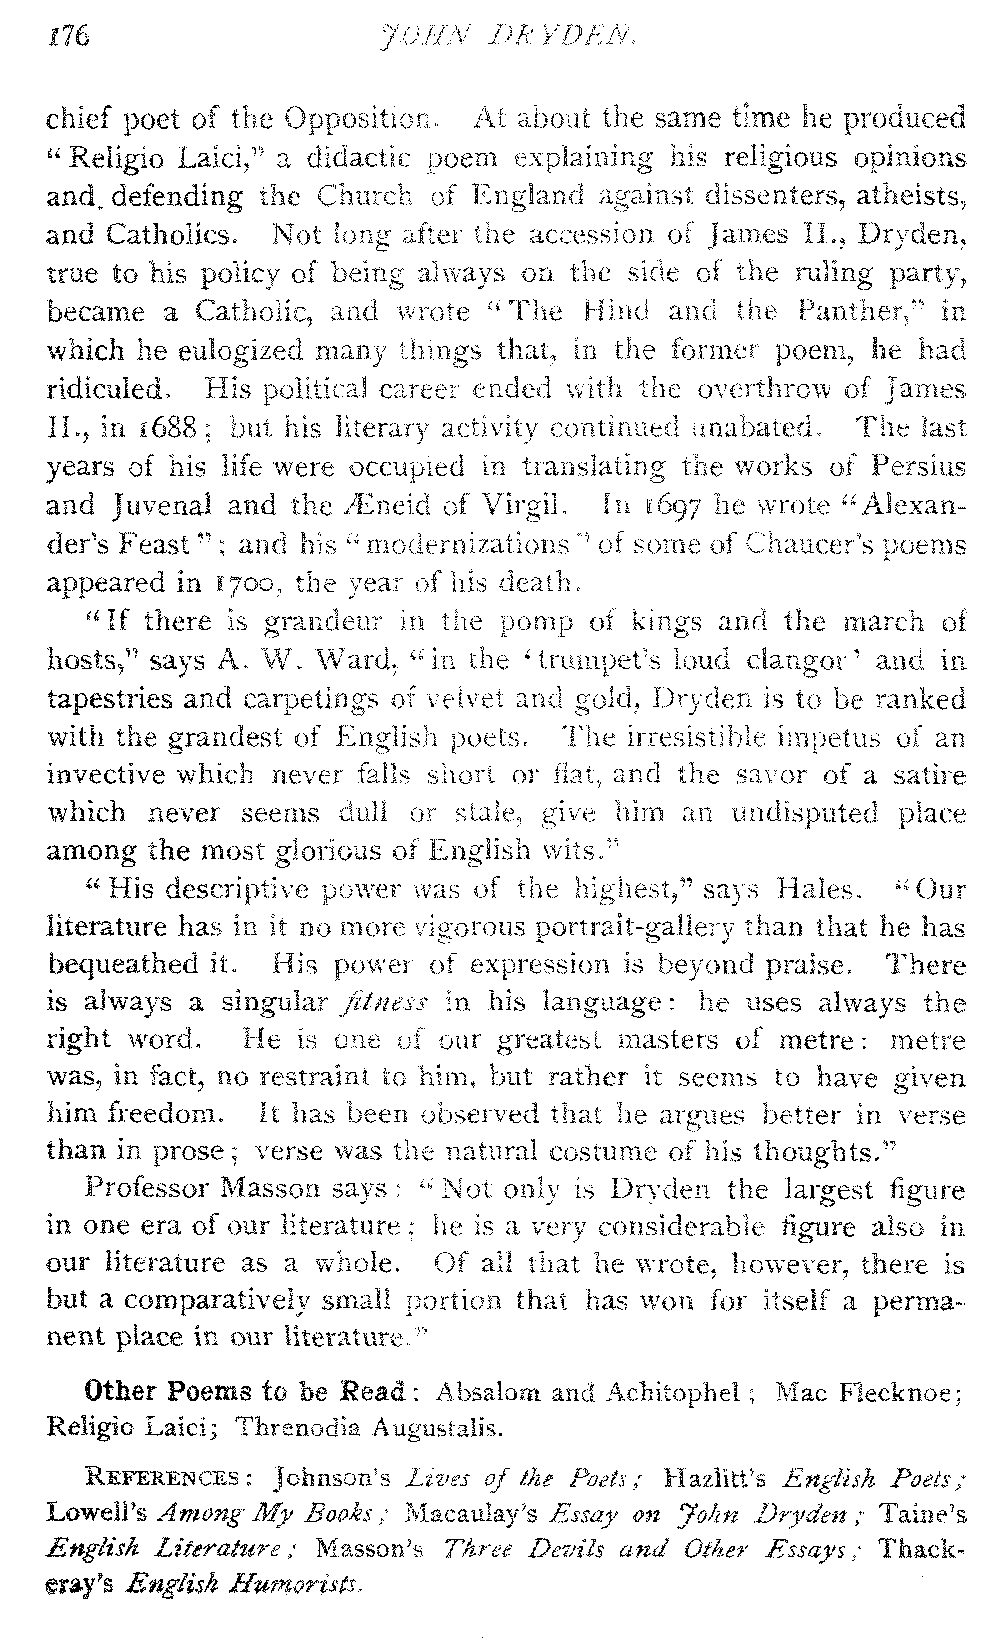 176 JOHN DRYDEN.
chief poet of the Opposition. At about the same time he produced
“Religio Laici,” a didactic poem explaining his religious opinions
and defending the Church of England against dissenters, atheists,
and Catholics. Not long after the accession of James II., Dryden,
true to his policy of being always on the side of the ruling party,
became a Catholic, and wrote “The Hind and the Panther,” in
which he eulogized many things that, in the former poem, he had
ridiculed. His political career ended with the overthrow of James
II., in 1688; but his literary activity continued unabated. The last
years of his life were occupied in translating the works of Persius
and Juvenal and the Æneid of Virgil. In 1697 he wrote “Alexan-
der's Feast”; and his “modernizations” of some of Chaucer's poems
appeared in 1700, the year of his death.
“If there is grandeur in the pomp of kings and the march of
hosts,” says A. W. Ward, “in the ‘trumpet's loud clangor’ and in
tapestries and carpetings of velvet and gold, Dryden is to be ranked
with the grandest of English poets. The irresistible impetus of an
invective which never falls short or flat, and the savor of a satire
which never seems dull or stale, give him an undisputed place
among the most glorious of English wits.”
“His descriptive power was of the highest,” says Hales. “Our
literature has in it no more vigorous portrait-gallery than that he has
bequeathed it. His power of expression is beyond praise. There
is always a singular fitness in his language: he uses always the
right word. He is one of our greatest masters of metre: metre
was, in fact, no restraint to him, but rather it seems to have given
him freedom. It has been observed that he argues better in verse
than in prose; verse was the natural costume of his thoughts.”
Professor Masson says: “Not only is Dryden the largest figure
in one era of our literature; he is a very considerable figure also in
our literature as a whole. Of all that he wrote, however, there is
but a comparatively small portion that has won for itself a perma-
nent place in our literature.”
Other Poems to be Read: Absalom and Achitophel; Mac Flecknoe;
Religio Laici; Threnodia Augustalis.
REFERENCES: Johnson's Lives of the Poets; Hazlitt's English Poets;
Lowell's Among My Books; Macaulay's Essay on John Dryden; Taine's
English Literature; Masson's Three Devils and Other Essays; Thack-
eray's English Humorists.